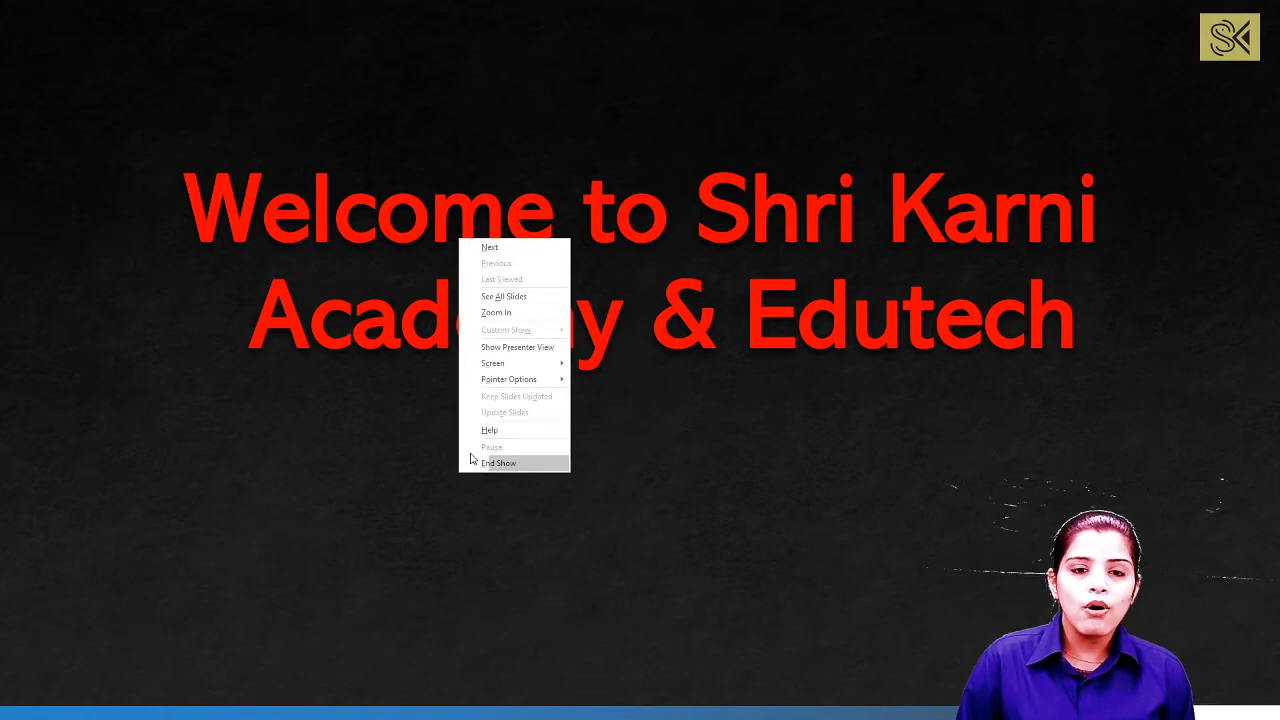 SK
Welcome to Shri Karni
Acad y & Edutech
Next
Previous
Last Viewed
See All Slides
Zoom In
Custom Show
Show Presenter View
Screen
Pointer Options
Keep Slides Updated
Update Slides
Help
Pause
End Show